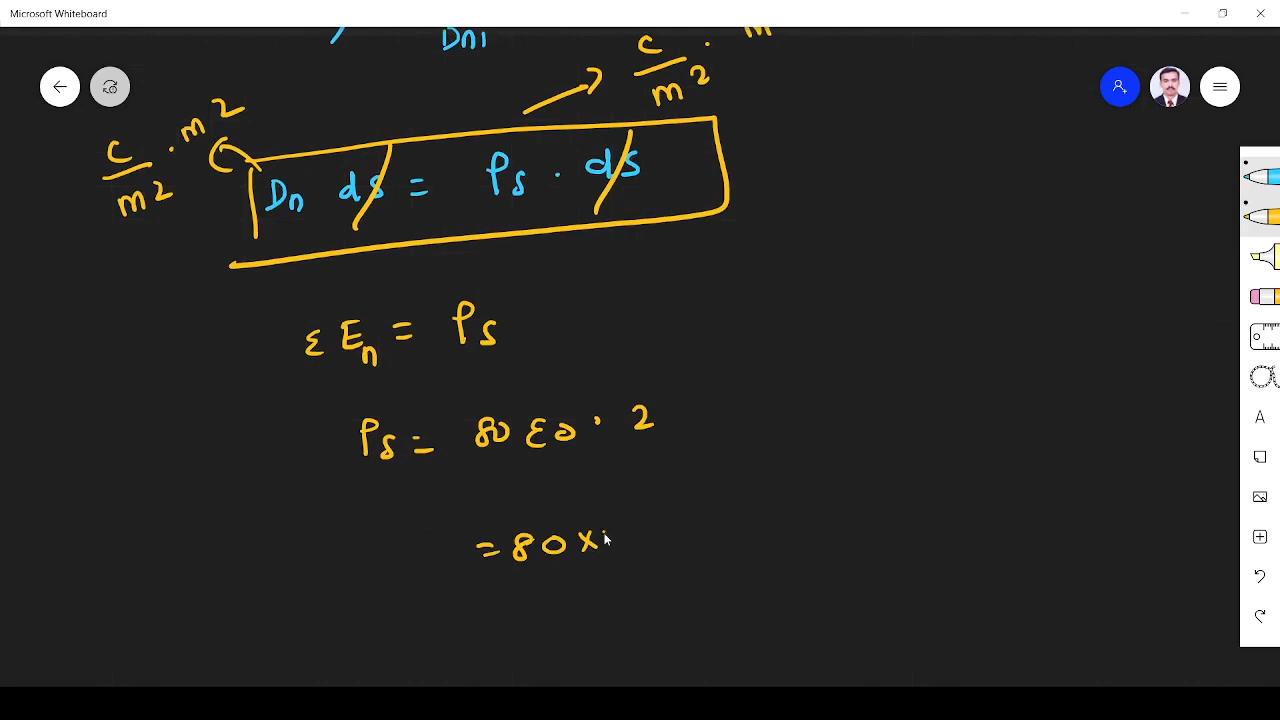 Microsoft Whiteboard
Dn1
c/m² · m
c/m² · m²
Dn ds = ρs · ds
ε En = ρs
ρs = 80 ε0 · 2
= 80 ×
A